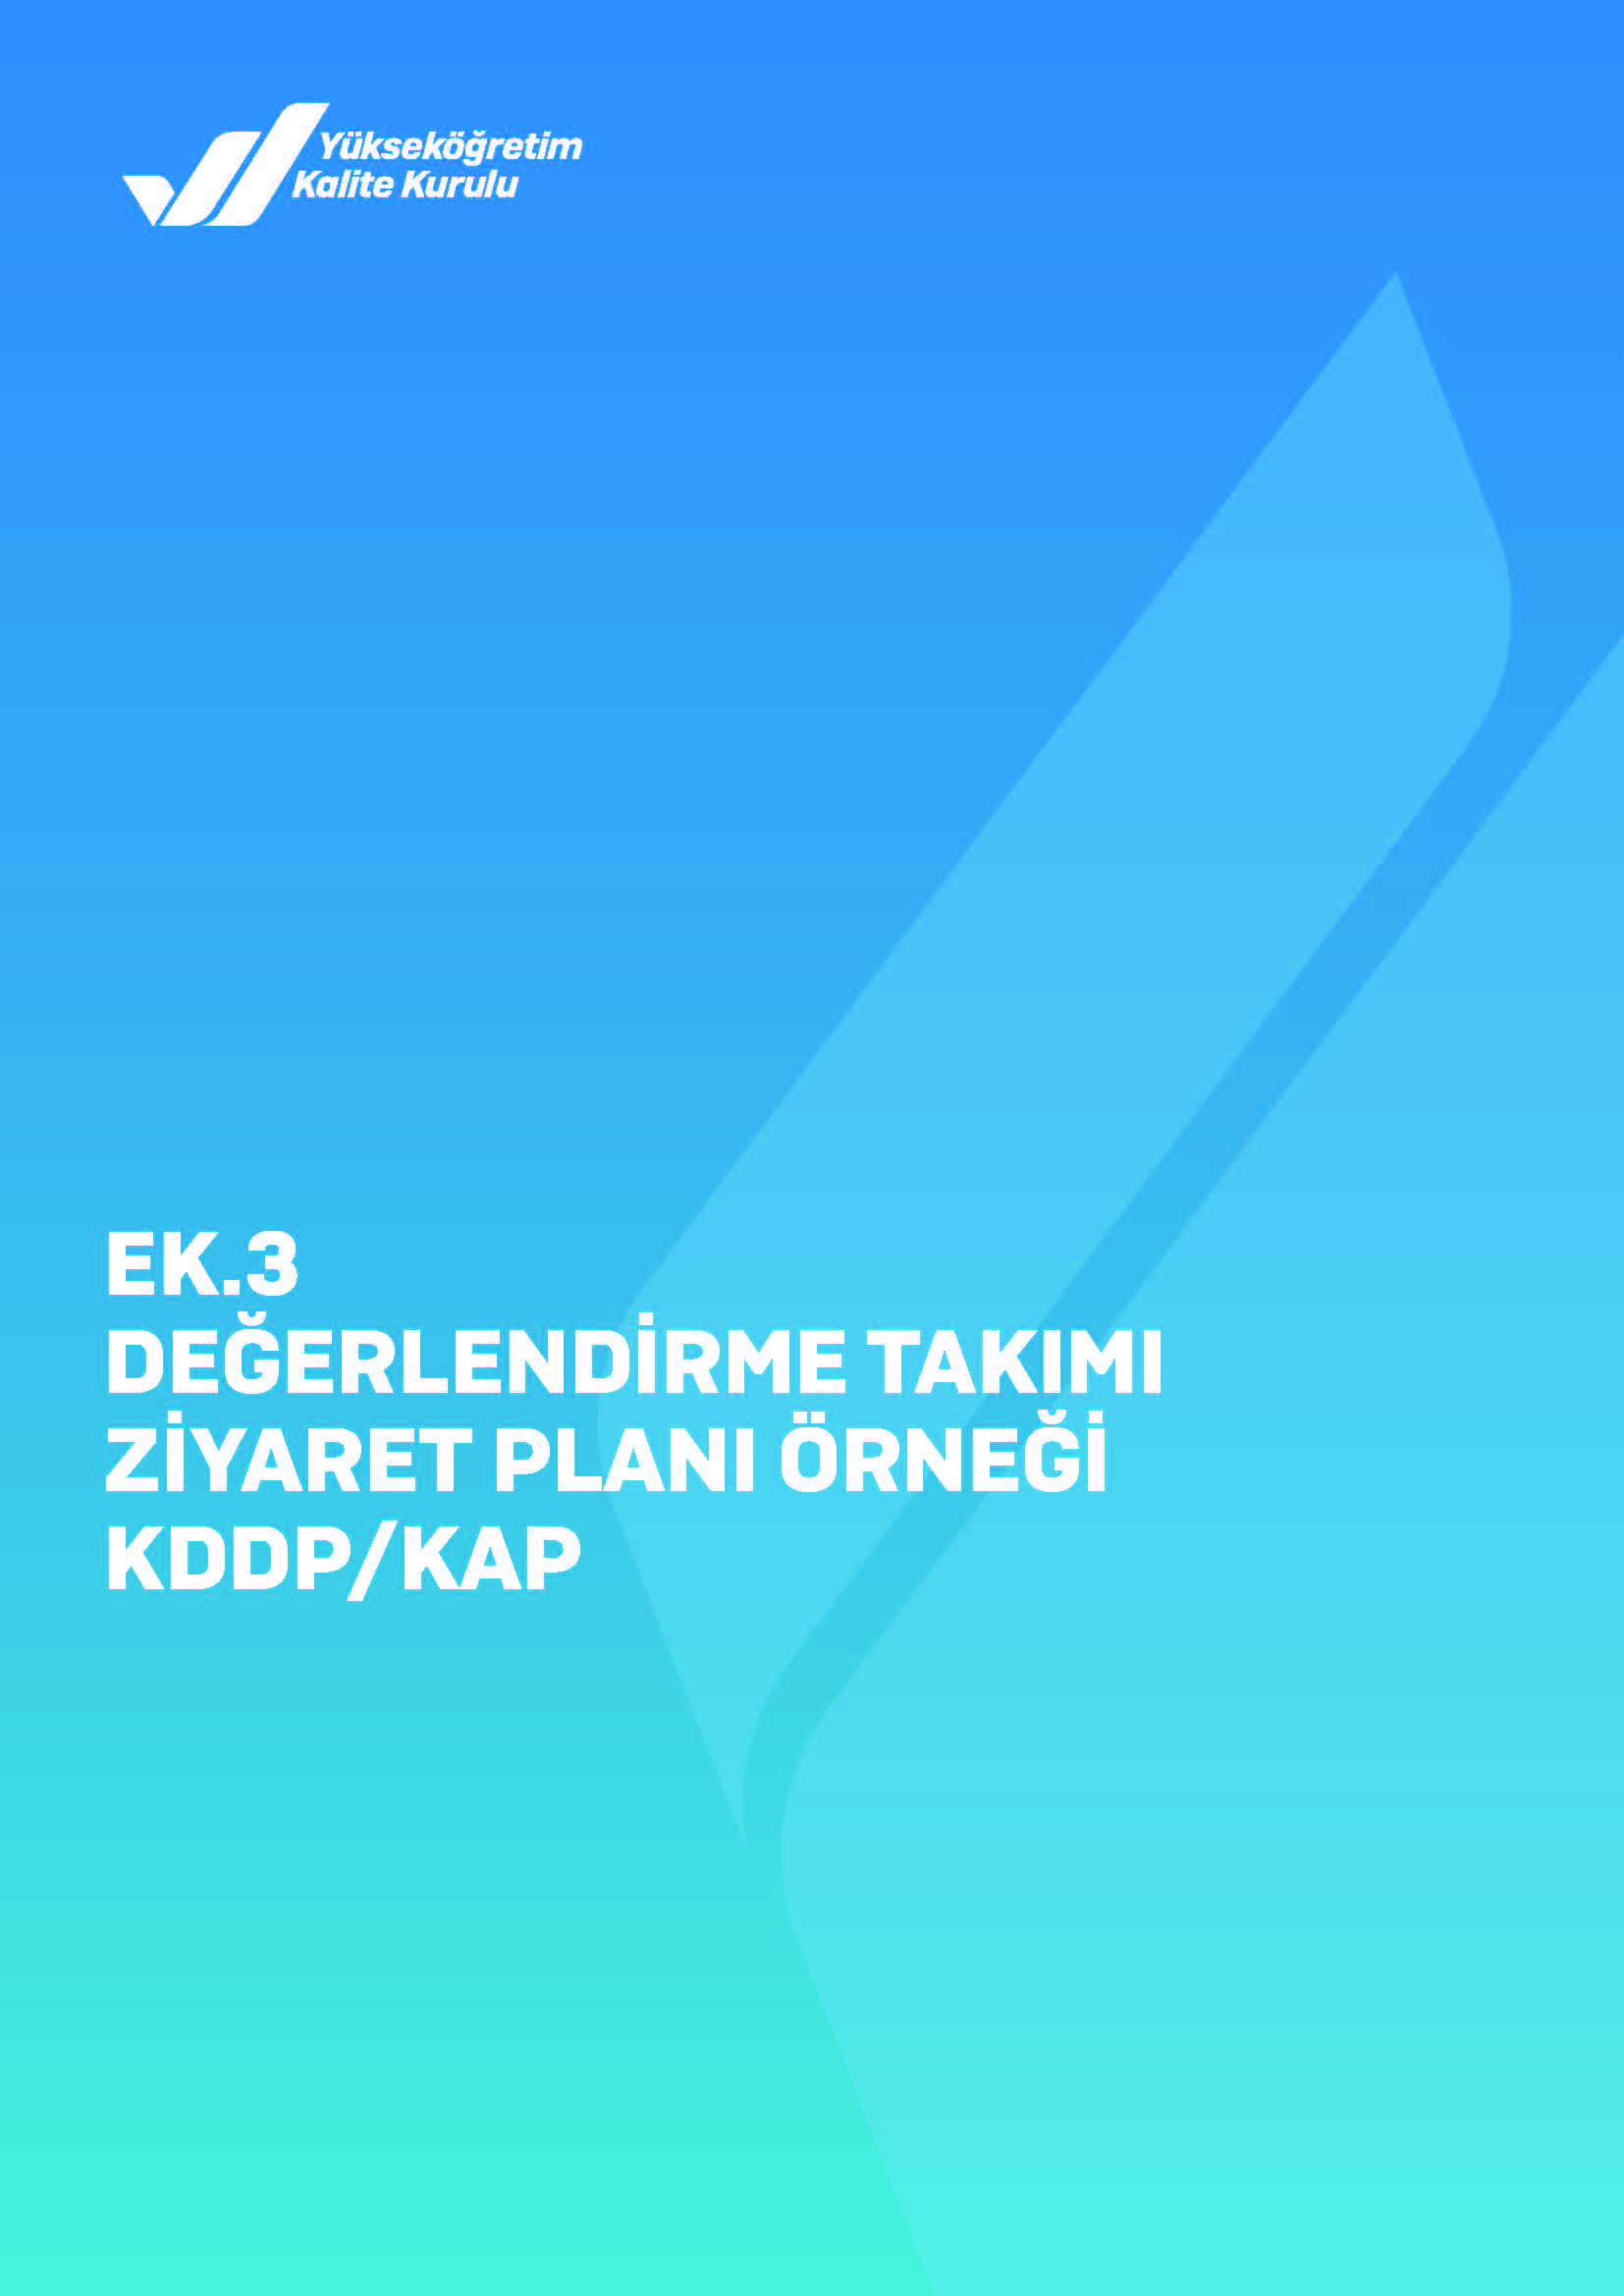 Yükseköğretim
Kalite Kurulu
EK.3
DEĞERLENDİRME TAKIMI
ZİYARET PLANI ÖRNEĞİ
KDDP/KAP